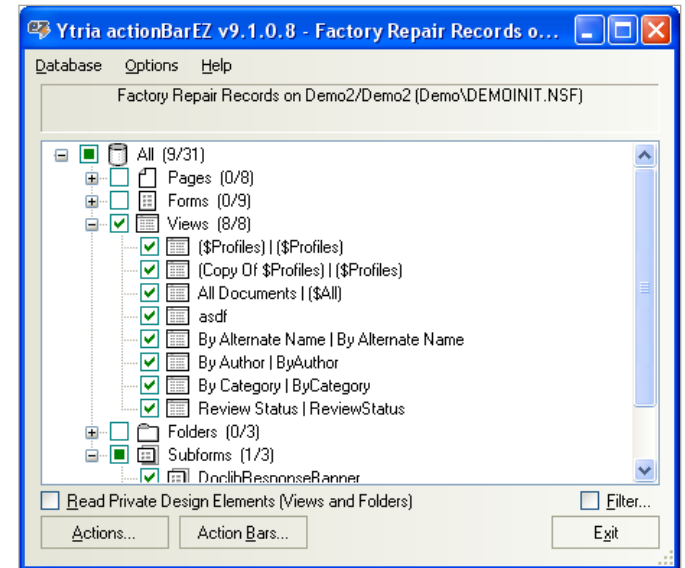 Ytria actionBarEZ v9.1.0.8 - Factory Repair Records o...
Database Options Help
Factory Repair Records on Demo2/Demo2 (Demo\DEMOINIT.NSF)
All (9/31)
Pages (0/8)
Forms (0/9)
Views (8/8)
($Profiles) | ($Profiles)
(Copy Of $Profiles) | ($Profiles)
All Documents | ($All)
asdf
By Alternate Name | By Alternate Name
By Author | ByAuthor
By Category | ByCategory
Review Status | ReviewStatus
Folders (0/3)
Subforms (1/3)
DoclibResponseBanner
Read Private Design Elements (Views and Folders) Filter...
Actions... Action Bars... Exit